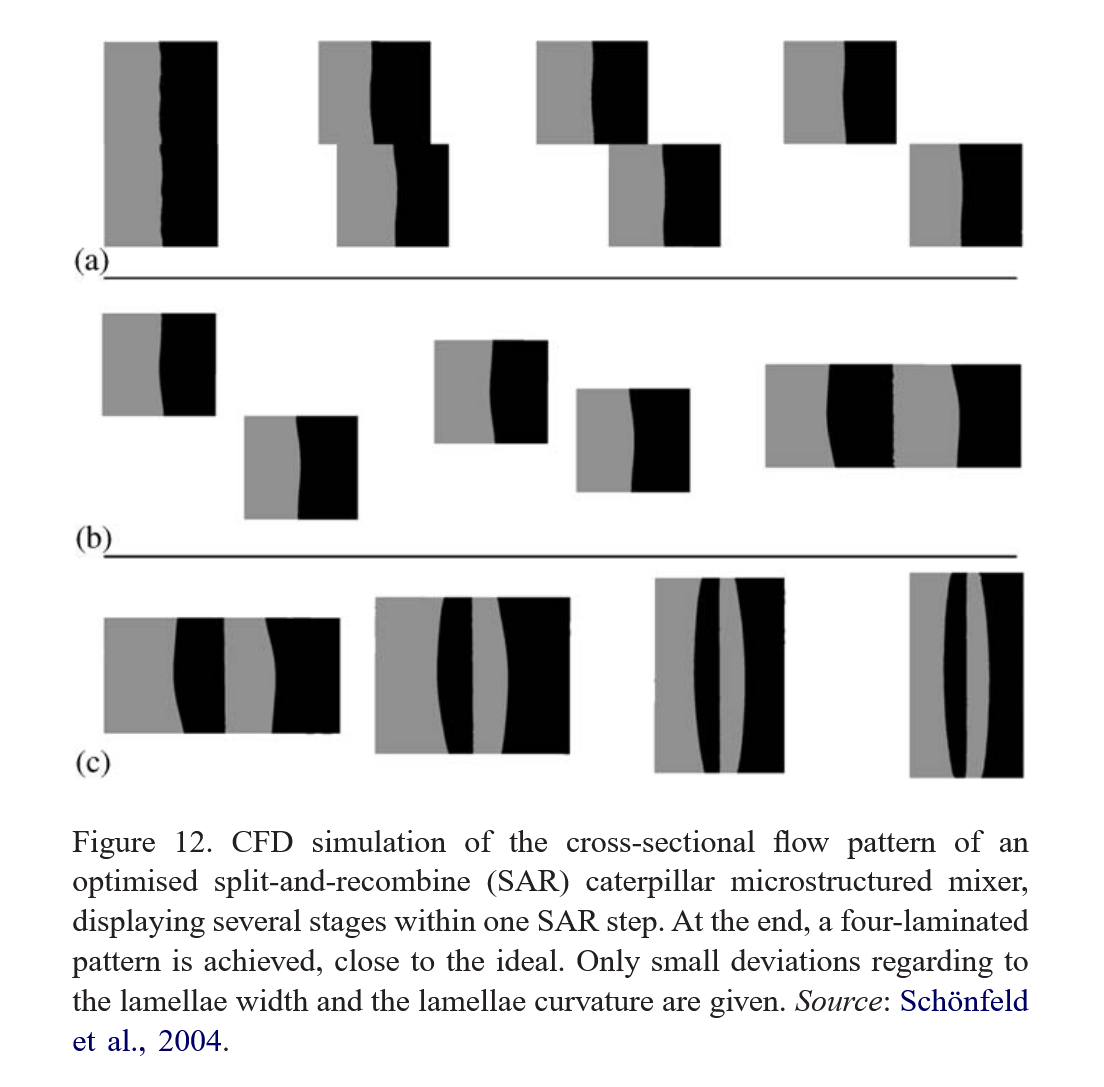 (a)
(b)
(c)
Figure 12. CFD simulation of the cross-sectional flow pattern of an
optimised split-and-recombine (SAR) caterpillar microstructured mixer,
displaying several stages within one SAR step. At the end, a four-laminated
pattern is achieved, close to the ideal. Only small deviations regarding to
the lamellae width and the lamellae curvature are given. Source: Schönfeld
et al., 2004.